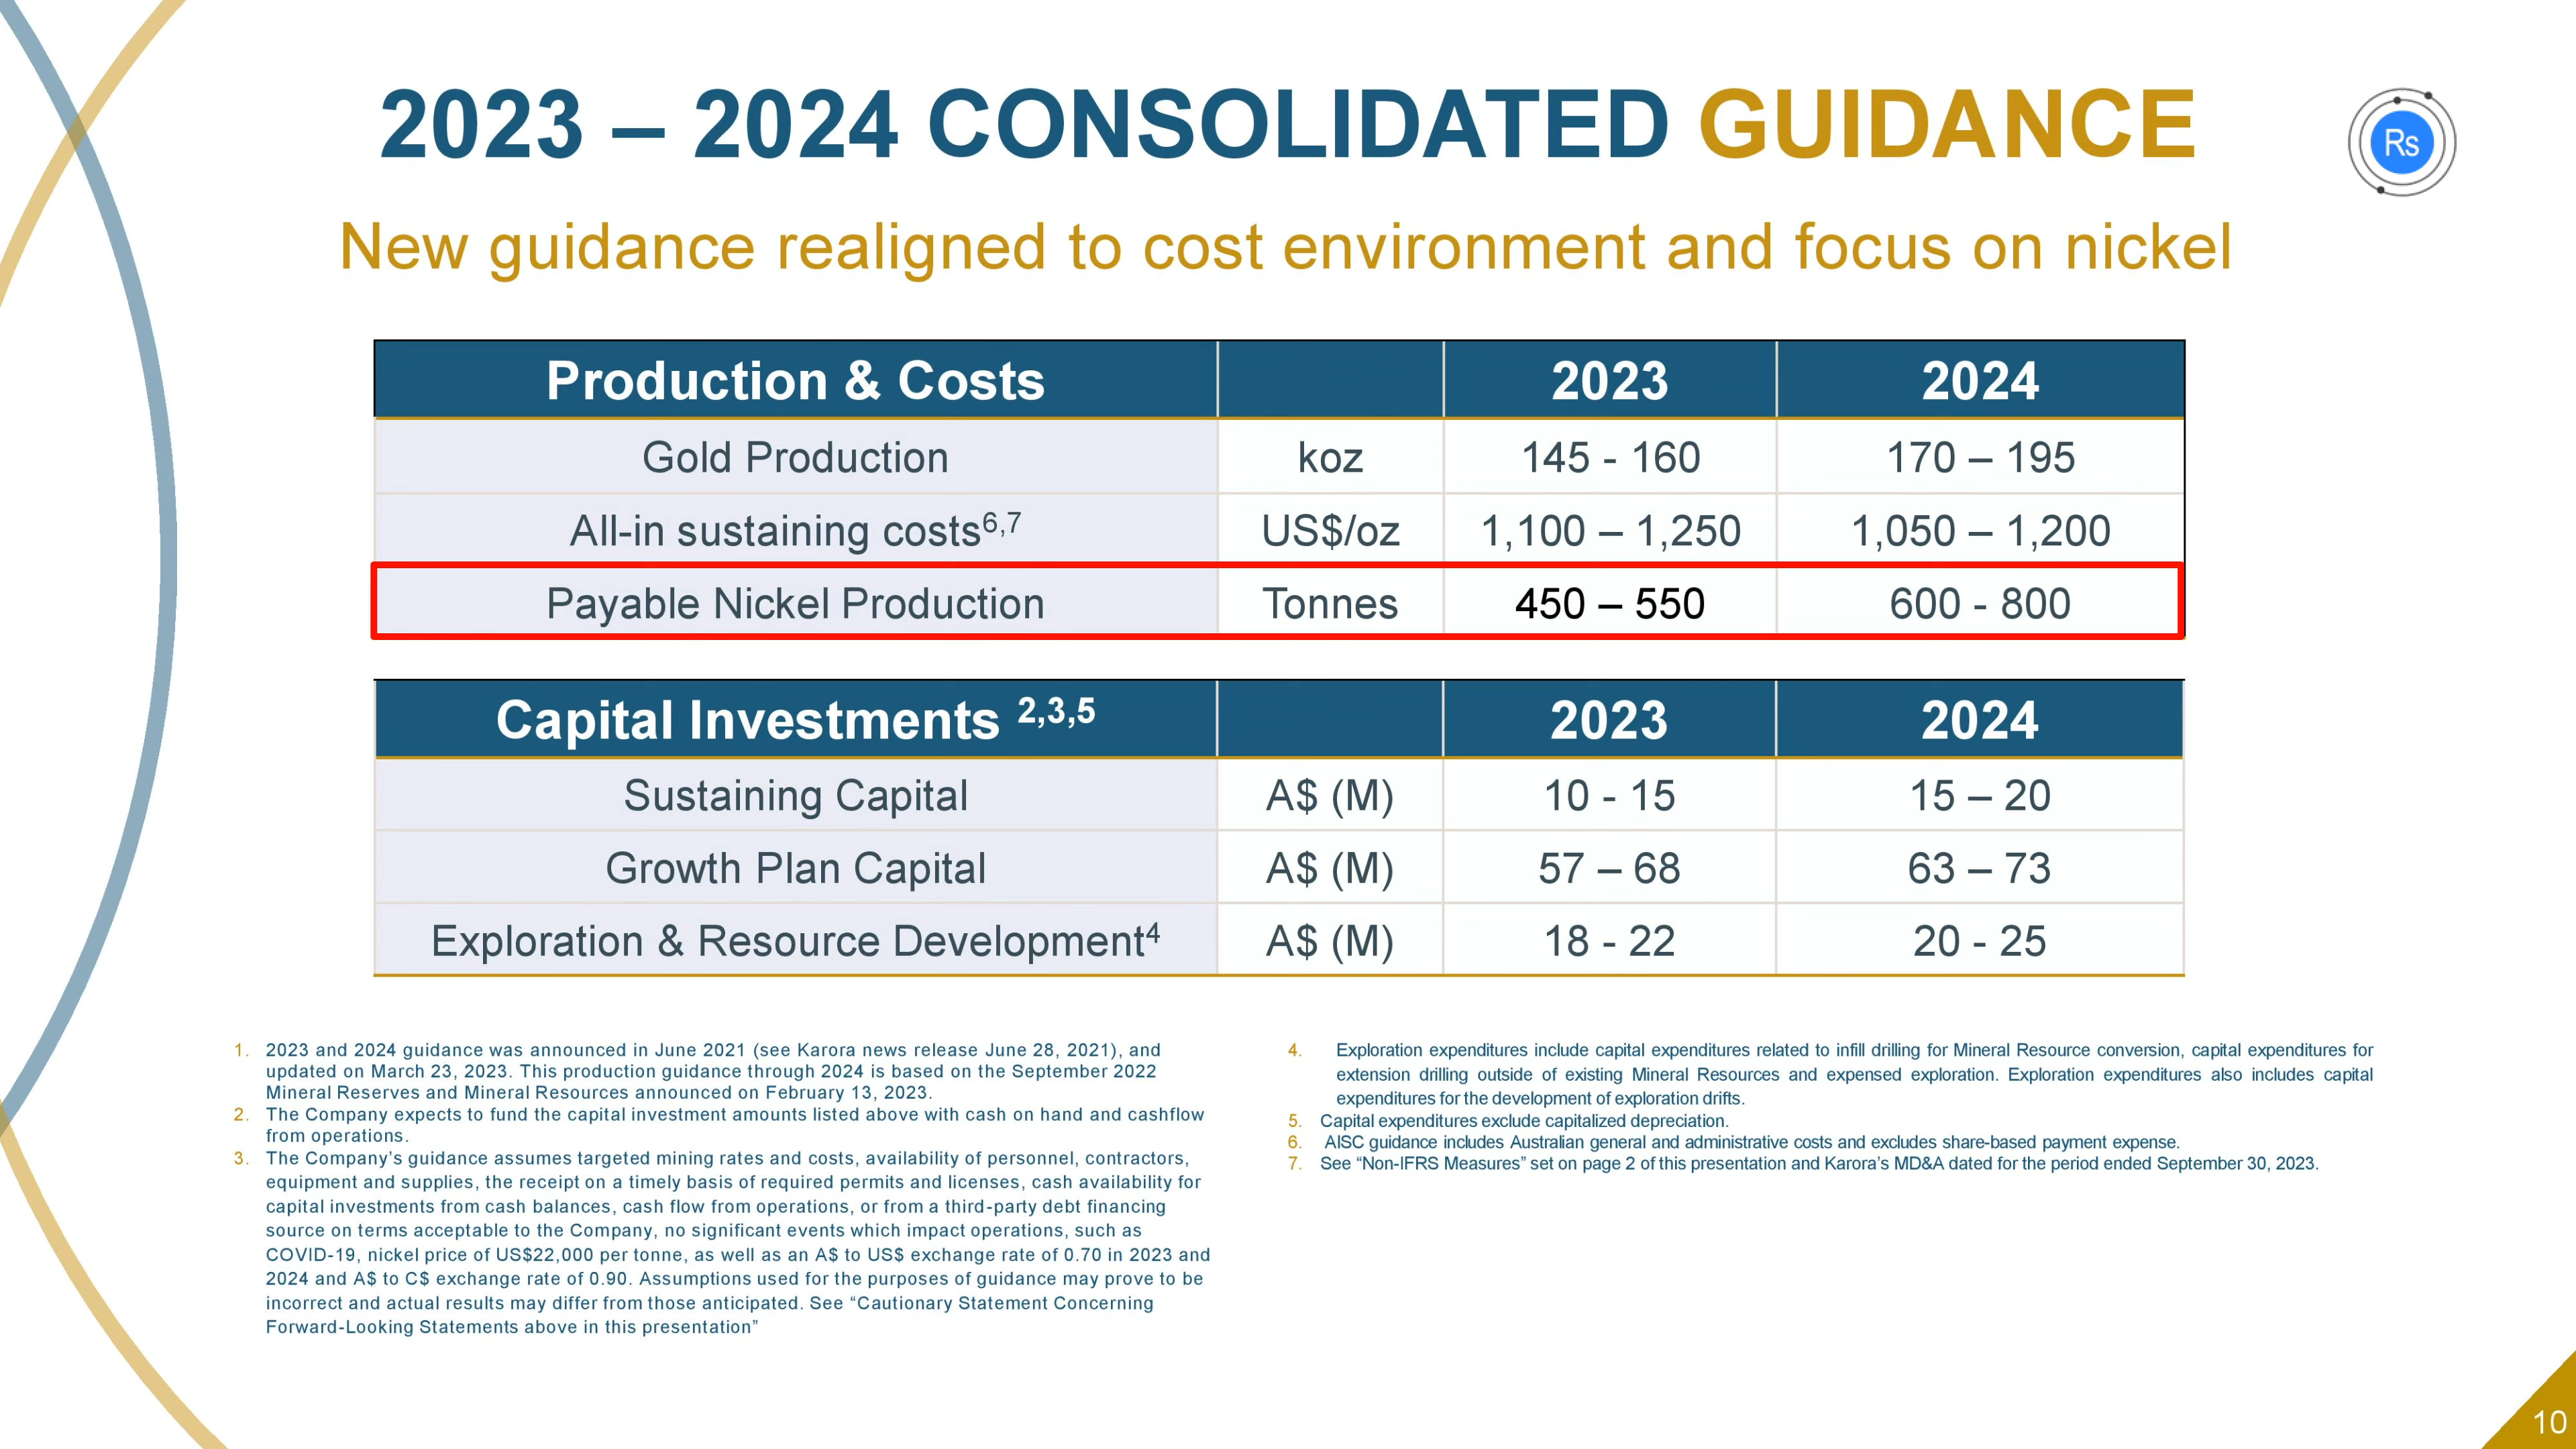 2023 – 2024 CONSOLIDATED GUIDANCE
Rs
New guidance realigned to cost environment and focus on nickel
Production & Costs 2023 2024
Gold Production koz 145 - 160 170 – 195
All-in sustaining costs6,7 US$/oz 1,100 – 1,250 1,050 – 1,200
Payable Nickel Production Tonnes 450 – 550 600 - 800
Capital Investments 2,3,5 2023 2024
Sustaining Capital A$ (M) 10 - 15 15 – 20
Growth Plan Capital A$ (M) 57 – 68 63 – 73
Exploration & Resource Development4 A$ (M) 18 - 22 20 - 25
1. 2023 and 2024 guidance was announced in June 2021 (see Karora news release June 28, 2021), and
updated on March 23, 2023. This production guidance through 2024 is based on the September 2022
Mineral Reserves and Mineral Resources announced on February 13, 2023.
2. The Company expects to fund the capital investment amounts listed above with cash on hand and cashflow
from operations.
3. The Company's guidance assumes targeted mining rates and costs, availability of personnel, contractors,
equipment and supplies, the receipt on a timely basis of required permits and licenses, cash availability for
capital investments from cash balances, cash flow from operations, or from a third-party debt financing
source on terms acceptable to the Company, no significant events which impact operations, such as
COVID-19, nickel price of US$22,000 per tonne, as well as an A$ to US$ exchange rate of 0.70 in 2023 and
2024 and A$ to C$ exchange rate of 0.90. Assumptions used for the purposes of guidance may prove to be
incorrect and actual results may differ from those anticipated. See “Cautionary Statement Concerning
Forward-Looking Statements above in this presentation”
4. Exploration expenditures include capital expenditures related to infill drilling for Mineral Resource conversion, capital expenditures for
extension drilling outside of existing Mineral Resources and expensed exploration. Exploration expenditures also includes capital
expenditures for the development of exploration drifts.
5. Capital expenditures exclude capitalized depreciation.
6. AISC guidance includes Australian general and administrative costs and excludes share-based payment expense.
7. See “Non-IFRS Measures” set on page 2 of this presentation and Karora's MD&A dated for the period ended September 30, 2023.
10